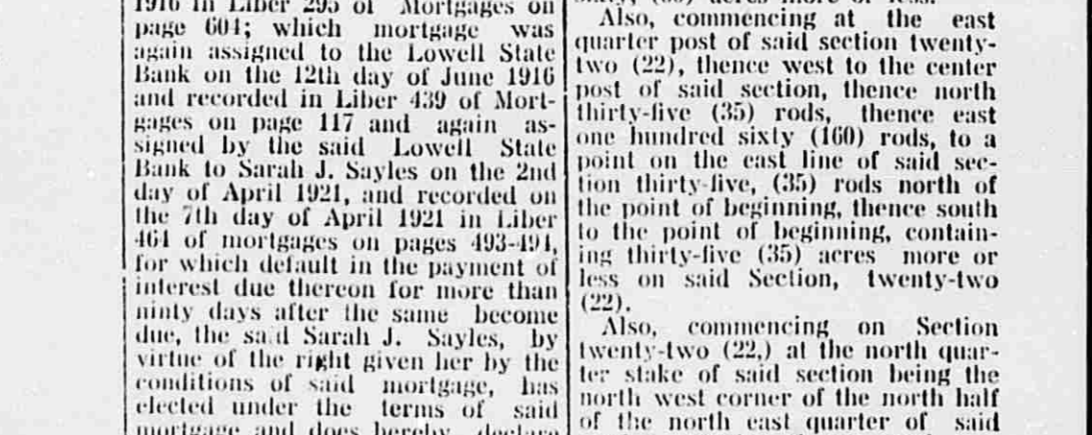 1916 in Liber 295 of Mortgages on
page 604; which mortgage was
again assigned to the Lowell State
Bank on the 12th day of June 1916
and recorded in Liber 439 of Mort-
gages on page 117 and again as-
signed by the said Lowell State
Bank to Sarah J. Sayles on the 2nd
day of April 1921, and recorded on
the 7th day of April 1921 in Liber
464 of mortgages on pages 493-494,
for which default in the payment of
interest due thereon for more than
ninty days after the same become
due, the said Sarah J. Sayles, by
virtue of the right given her by the
conditions of said mortgage, has
elected under the terms of said
mortgage and does hereby declare
acres more or less.
Also, commencing at the east
quarter post of said section twenty-
two (22), thence west to the center
post of said section, thence north
thirty-five (35) rods, thence east
one hundred sixty (160) rods, to a
point on the east line of said sec-
tion thirty-five, (35) rods north of
the point of beginning, thence south
to the point of beginning, contain-
ing thirty-five (35) acres more or
less on said Section, twenty-two
(22).
Also, commencing on Section
twenty-two (22,) at the north quar-
ter stake of said section being the
north west corner of the north half
of the north east quarter of said